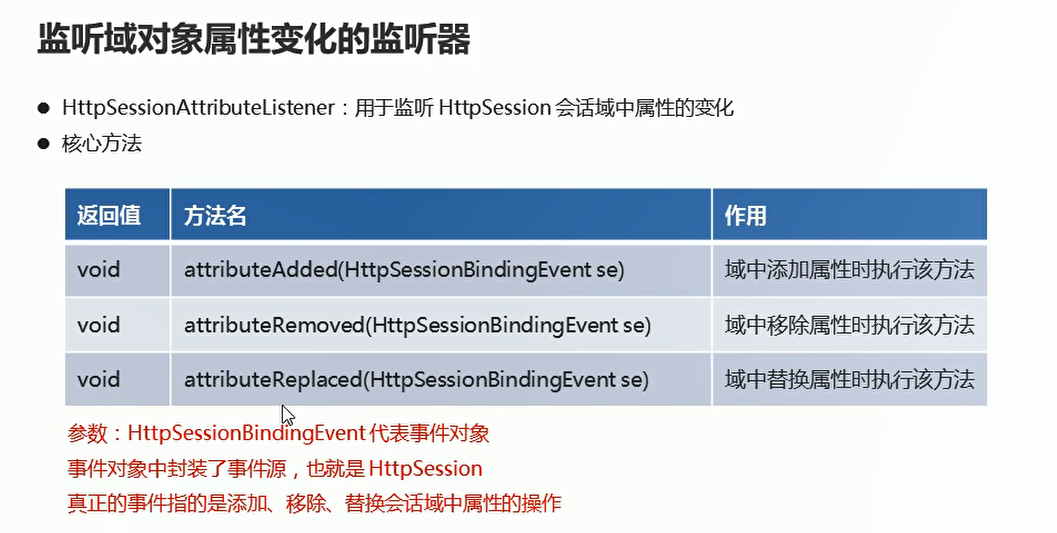 监听域对象属性变化的监听器
● HttpSessionAttributeListener：用于监听 HttpSession 会话域中属性的变化
● 核心方法
返回值 方法名 作用
void attributeAdded(HttpSessionBindingEvent se) 域中添加属性时执行该方法
void attributeRemoved(HttpSessionBindingEvent se) 域中移除属性时执行该方法
void attributeReplaced(HttpSessionBindingEvent se) 域中替换属性时执行该方法
参数：HttpSessionBindingEvent 代表事件对象
事件对象中封装了事件源，也就是 HttpSession
真正的事件指的是添加、移除、替换会话域中属性的操作